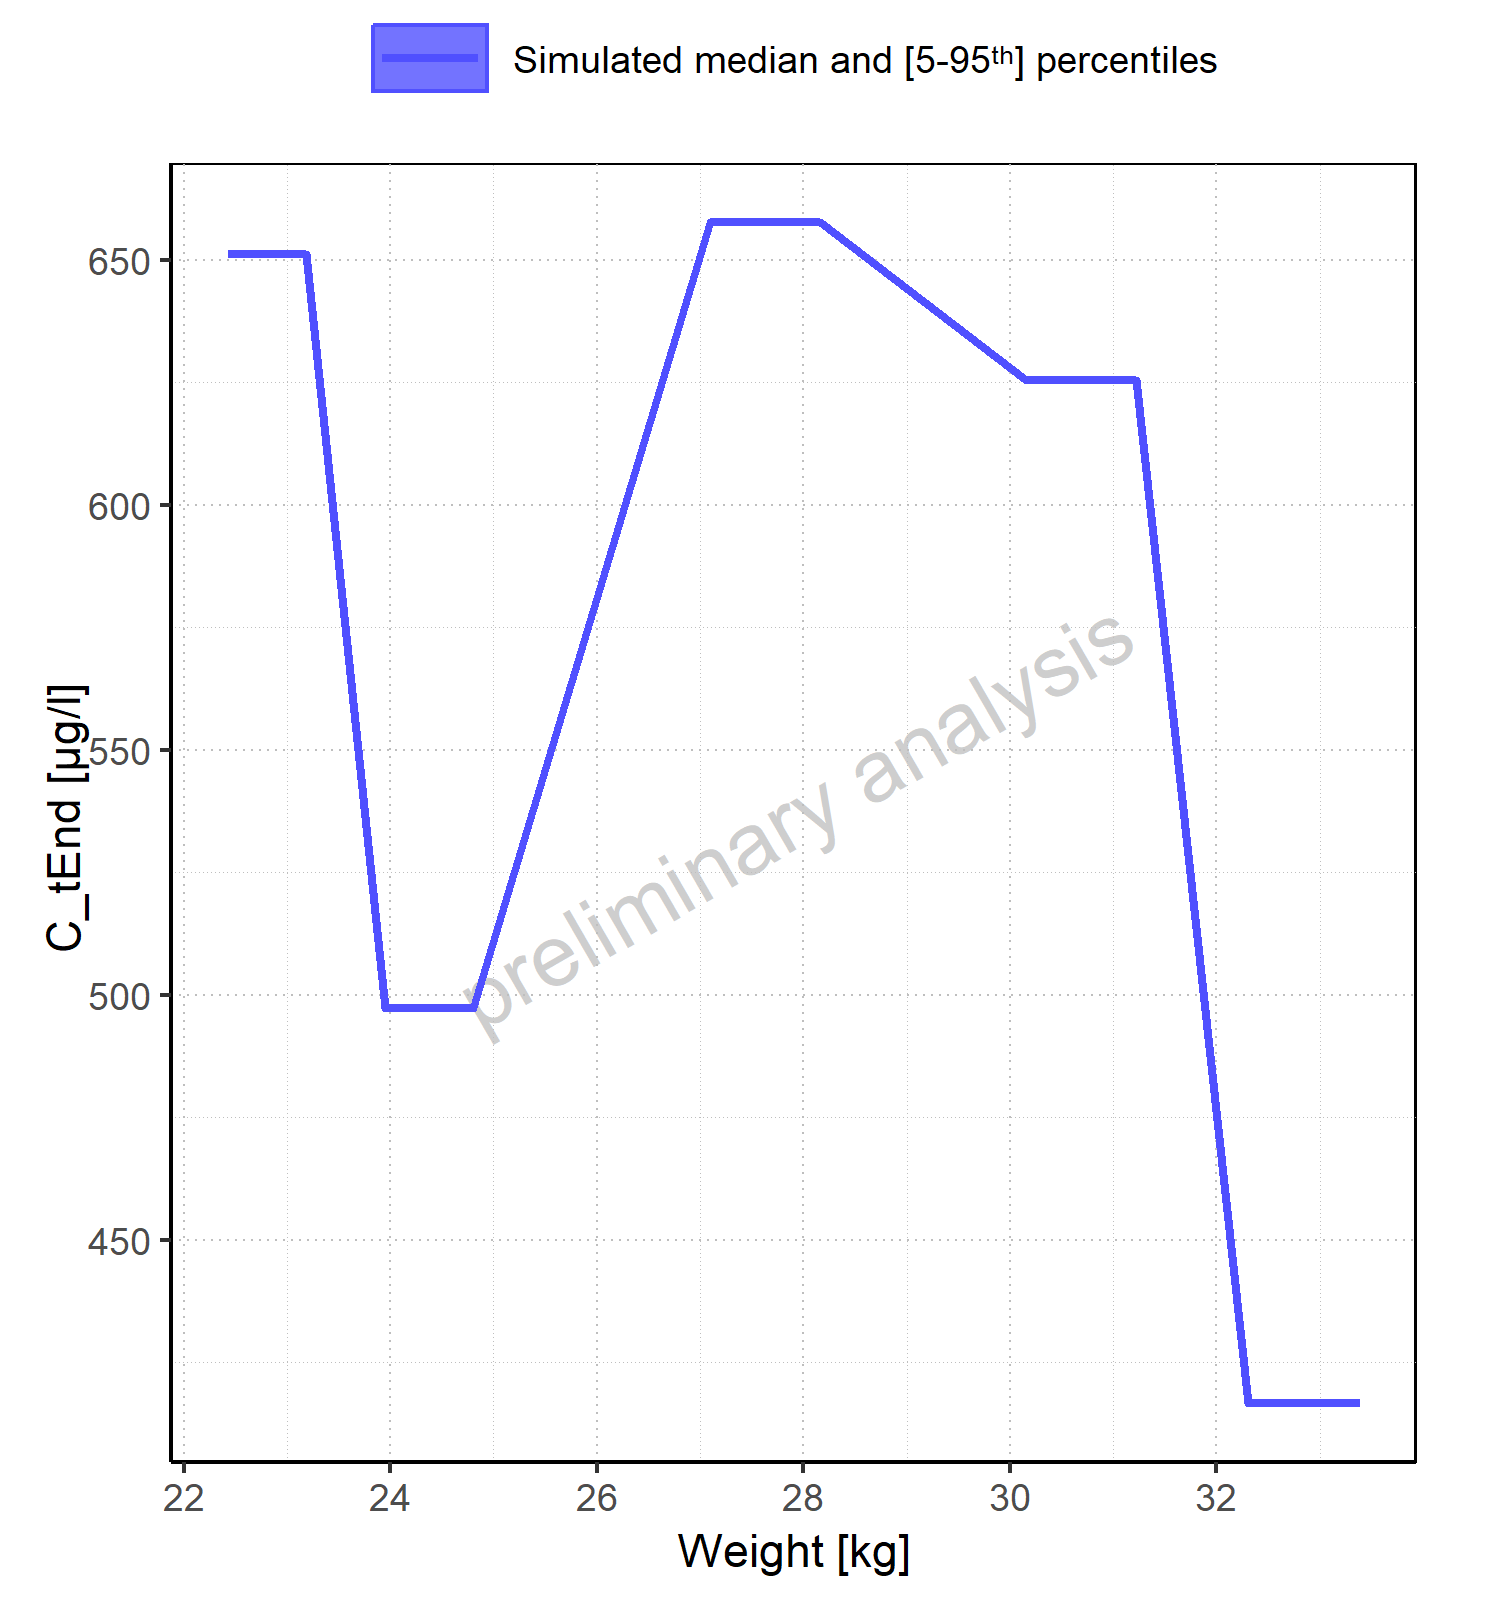 Simulated median and [5-95th] percentiles
650
600
550
500
450
C_tEnd [µg/l]
preliminary analysis
22 24 26 28 30 32
Weight [kg]